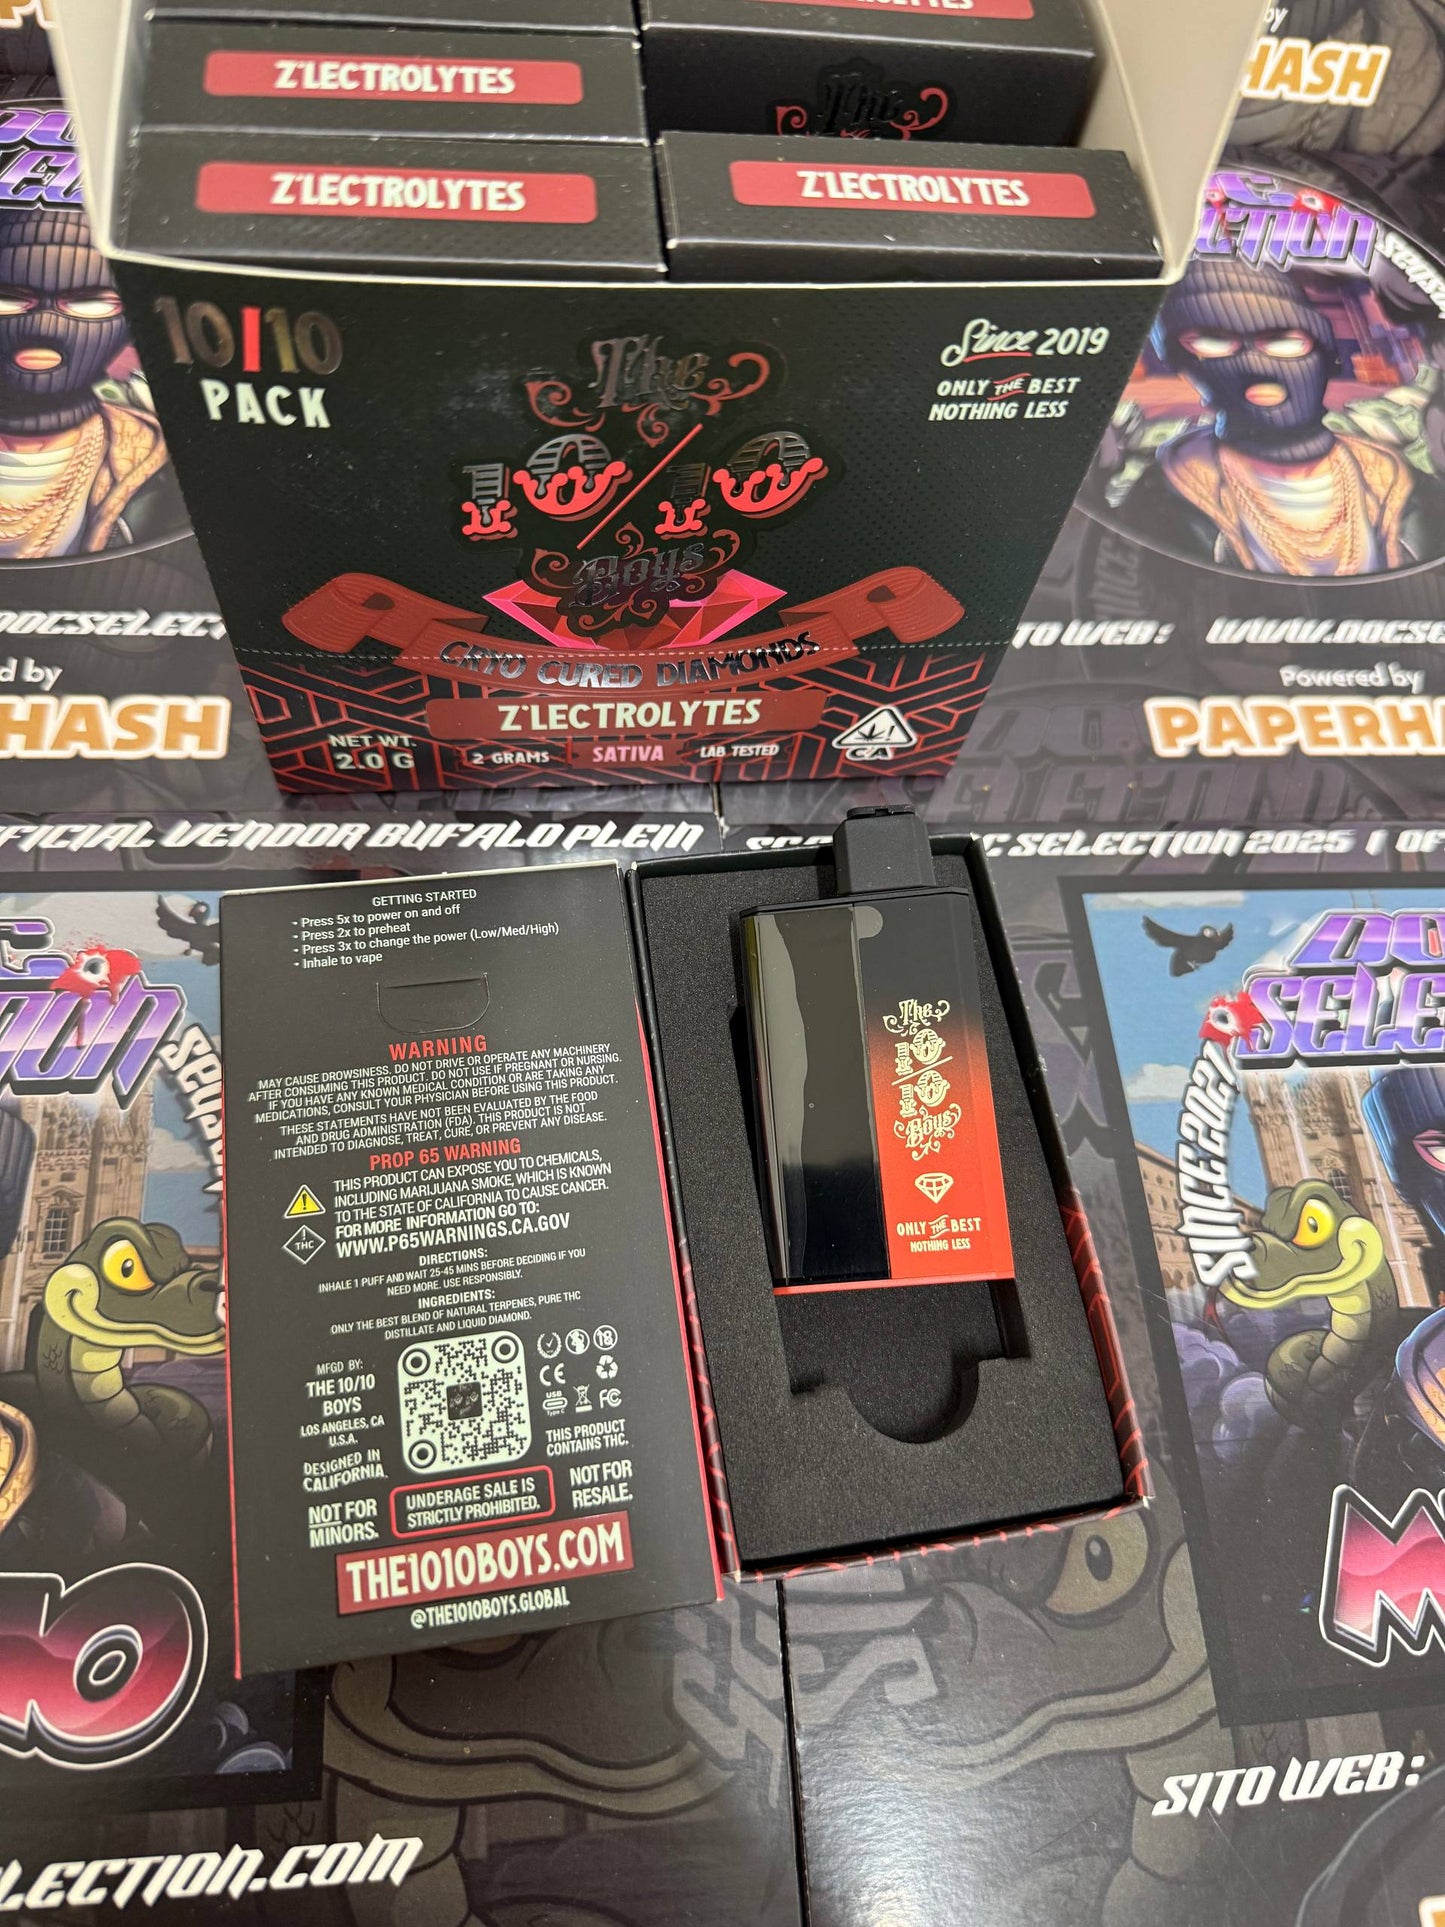 Z'LECTROLYTES
The
HASH
Z'LECTROLYTES
Z'LECTROLYTES
10/10
PACK
The
10/10
Boys
Since 2019
ONLY THE BEST
NOTHING LESS
CRYO CURED DIAMONDS
Z'LECTROLYTES
NET WT.
2.0 G
2 GRAMS
SATIVA
LAB TESTED
CA
SITO WEB:
Powered by
PAPERH
d by
HASH
FICIAL VENDOR BUFALO PLEIN
C SELECTION 2025 | OF
GETTING STARTED
- Press 5x to power on and off
- Press 2x to preheat
- Press 3x to change the power (Low/Med/High)
- Inhale to vape
WARNING
MAY CAUSE DROWSINESS. DO NOT DRIVE OR OPERATE ANY MACHINERY
AFTER CONSUMING THIS PRODUCT. DO NOT USE IF PREGNANT OR NURSING.
IF YOU HAVE ANY KNOWN MEDICAL CONDITION OR ARE TAKING ANY
MEDICATIONS, CONSULT YOUR PHYSICIAN BEFORE USING THIS PRODUCT.
THESE STATEMENTS HAVE NOT BEEN EVALUATED BY THE FOOD
AND DRUG ADMINISTRATION (FDA). THIS PRODUCT IS NOT
INTENDED TO DIAGNOSE, TREAT, CURE, OR PREVENT ANY DISEASE.
PROP 65 WARNING
THIS PRODUCT CAN EXPOSE YOU TO CHEMICALS,
INCLUDING MARIJUANA SMOKE, WHICH IS KNOWN
TO THE STATE OF CALIFORNIA TO CAUSE CANCER.
FOR MORE INFORMATION GO TO:
WWW.P65WARNINGS.CA.GOV
!
THC
DIRECTIONS:
INHALE 1 PUFF AND WAIT 25-45 MINS BEFORE DECIDING IF YOU
NEED MORE. USE RESPONSIBLY.
INGREDIENTS:
ONLY THE BEST BLEND OF NATURAL TERPENES, PURE THC
DISTILLATE AND LIQUID DIAMOND.
MFGD BY:
THE 10/10
BOYS
LOS ANGELES, CA
U.S.A.
DESIGNED IN
CALIFORNIA
18
CE
USB
Type C
FC
THIS PRODUCT
CONTAINS THC.
NOT FOR
MINORS.
UNDERAGE SALE IS
STRICTLY PROHIBITED.
NOT FOR
RESALE.
THE1010BOYS.COM
@THE1010BOYS.GLOBAL
The
10/10
Boys
ONLY THE BEST
NOTHING LESS
SINCE2021
SITO WEB:
LECTION.COM